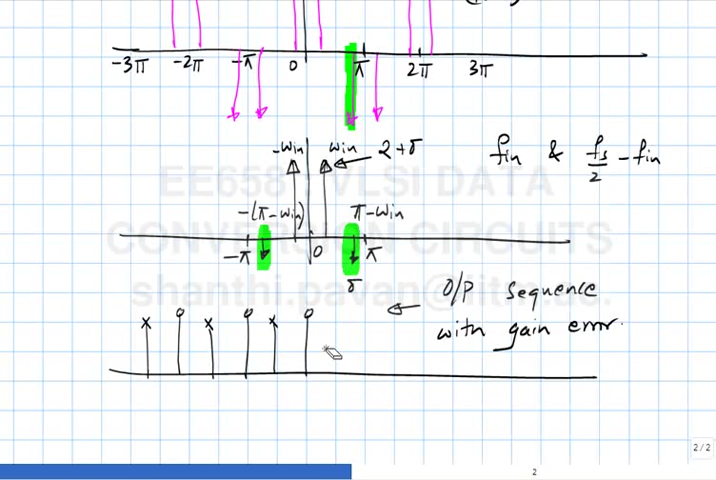 -3π -2π -π 0 π 2π 3π
-win win 2+δ fin & fs/2 - fin
-(π-win) π-win
-π 0 π
δ
O/P sequence
with gain error.
x o x o x o
EE658 VLSI DATA
CONVERSION CIRCUITS
shanthi.pavan@iitm.ac.
2/2
2